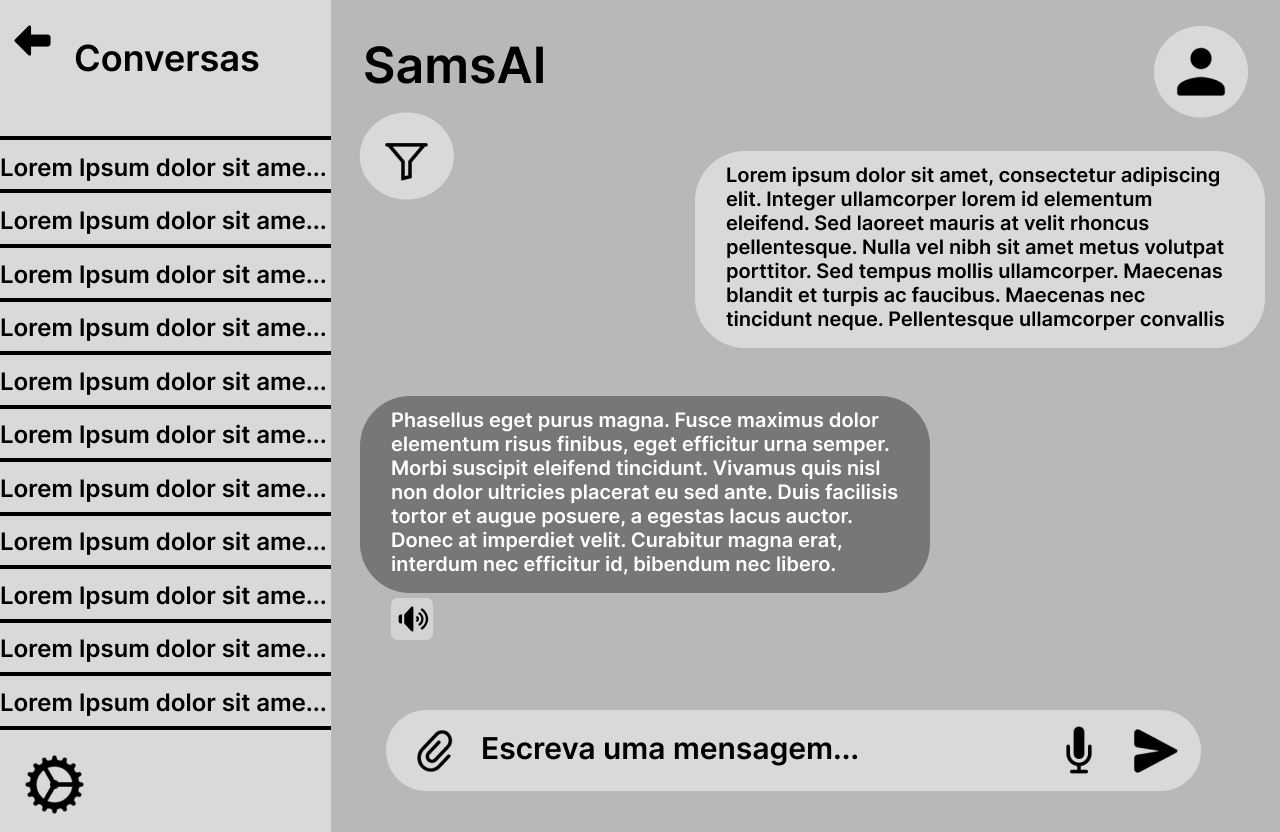 Conversas
Lorem Ipsum dolor sit ame...
Lorem Ipsum dolor sit ame...
Lorem Ipsum dolor sit ame...
Lorem Ipsum dolor sit ame...
Lorem Ipsum dolor sit ame...
Lorem Ipsum dolor sit ame...
Lorem Ipsum dolor sit ame...
Lorem Ipsum dolor sit ame...
Lorem Ipsum dolor sit ame...
Lorem Ipsum dolor sit ame...
Lorem Ipsum dolor sit ame...
SamsAI
Lorem ipsum dolor sit amet, consectetur adipiscing
elit. Integer ullamcorper lorem id elementum
eleifend. Sed laoreet mauris at velit rhoncus
pellentesque. Nulla vel nibh sit amet metus volutpat
porttitor. Sed tempus mollis ullamcorper. Maecenas
blandit et turpis ac faucibus. Maecenas nec
tincidunt neque. Pellentesque ullamcorper convallis
Phasellus eget purus magna. Fusce maximus dolor
elementum risus finibus, eget efficitur urna semper.
Morbi suscipit eleifend tincidunt. Vivamus quis nisl
non dolor ultricies placerat eu sed ante. Duis facilisis
tortor et augue posuere, a egestas lacus auctor.
Donec at imperdiet velit. Curabitur magna erat,
interdum nec efficitur id, bibendum nec libero.
Escreva uma mensagem...